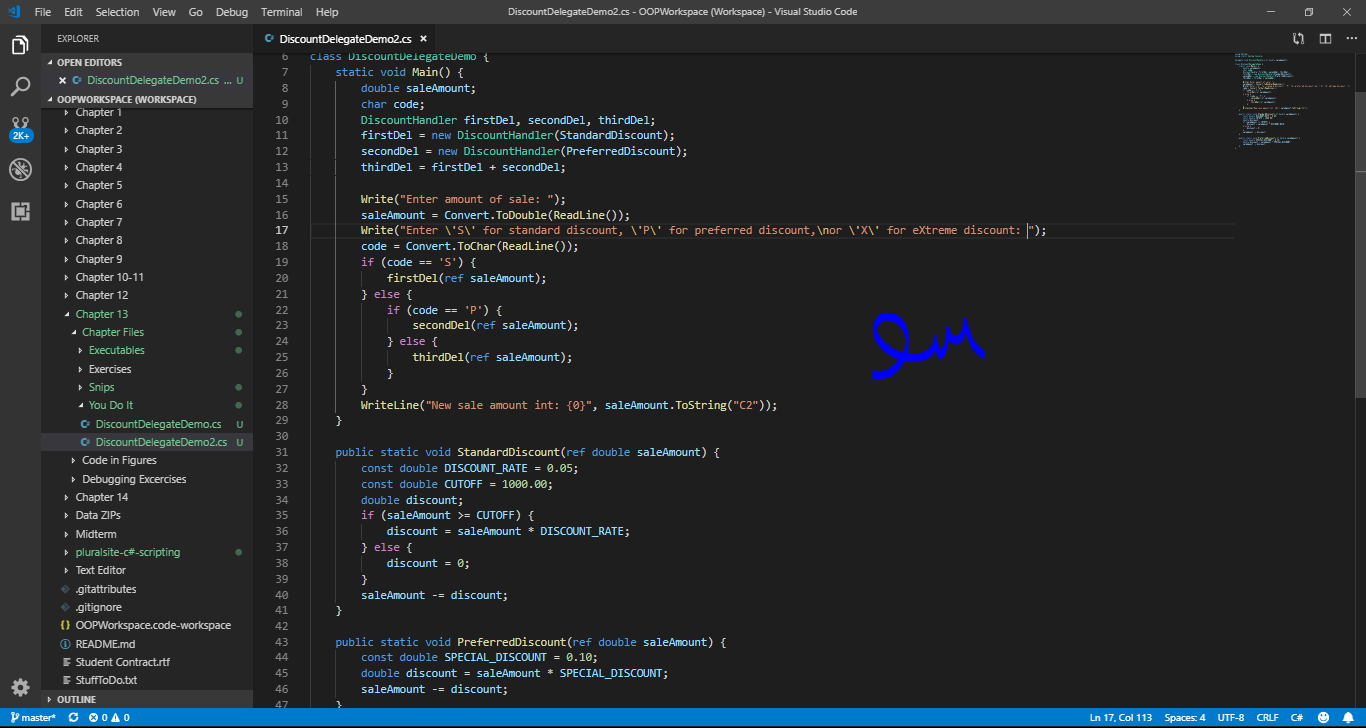 File Edit Selection View Go Debug Terminal Help
DiscountDelegateDemo2.cs - OOPWorkspace (Workspace) - Visual Studio Code
EXPLORER
OPEN EDITORS
DiscountDelegateDemo2.cs ... U
OOPWORKSPACE (WORKSPACE)
Chapter 1
Chapter 2
Chapter 3
Chapter 4
Chapter 5
Chapter 6
Chapter 7
Chapter 8
Chapter 9
Chapter 10-11
Chapter 12
Chapter 13
Chapter Files
Executables
Exercises
Snips
You Do It
DiscountDelegateDemo.cs U
DiscountDelegateDemo2.cs U
Code in Figures
Debugging Excercises
Chapter 14
Data ZIPs
Midterm
pluralsite-c#-scripting
Text Editor
.gitattributes
.gitignore
OOPWorkspace.code-workspace
README.md
Student Contract.rtf
StuffToDo.txt
OUTLINE
2K+
DiscountDelegateDemo2.cs
6 class DiscountDelegateDemo {
7 static void Main() {
8 double saleAmount;
9 char code;
10 DiscountHandler firstDel, secondDel, thirdDel;
11 firstDel = new DiscountHandler(StandardDiscount);
12 secondDel = new DiscountHandler(PreferredDiscount);
13 thirdDel = firstDel + secondDel;
14
15 Write("Enter amount of sale: ");
16 saleAmount = Convert.ToDouble(ReadLine());
17 Write("Enter \'S\' for standard discount, \'P\' for preferred discount,\nor \'X\' for eXtreme discount: ");
18 code = Convert.ToChar(ReadLine());
19 if (code == 'S') {
20 firstDel(ref saleAmount);
21 } else {
22 if (code == 'P') {
23 secondDel(ref saleAmount);
24 } else {
25 thirdDel(ref saleAmount);
26 }
27 }
28 WriteLine("New sale amount int: {0}", saleAmount.ToString("C2"));
29 }
30
31 public static void StandardDiscount(ref double saleAmount) {
32 const double DISCOUNT_RATE = 0.05;
33 const double CUTOFF = 1000.00;
34 double discount;
35 if (saleAmount >= CUTOFF) {
36 discount = saleAmount * DISCOUNT_RATE;
37 } else {
38 discount = 0;
39 }
40 saleAmount -= discount;
41 }
42
43 public static void PreferredDiscount(ref double saleAmount) {
44 const double SPECIAL_DISCOUNT = 0.10;
45 double discount = saleAmount * SPECIAL_DISCOUNT;
46 saleAmount -= discount;
47 }
master* 0 0
Ln 17, Col 113 Spaces: 4 UTF-8 CRLF C#